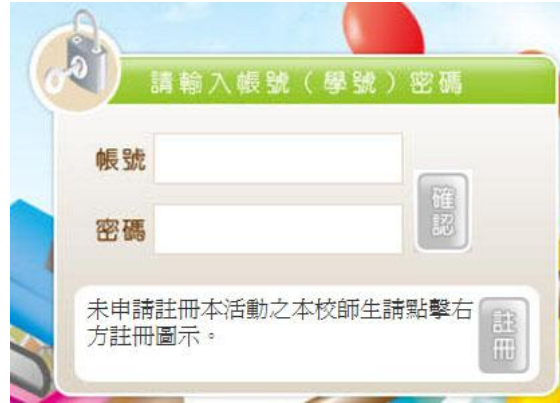 請輸入帳號（學號）密碼
帳號
密碼
確認
未申請註冊本活動之本校師生請點擊右
方註冊圖示。
註冊